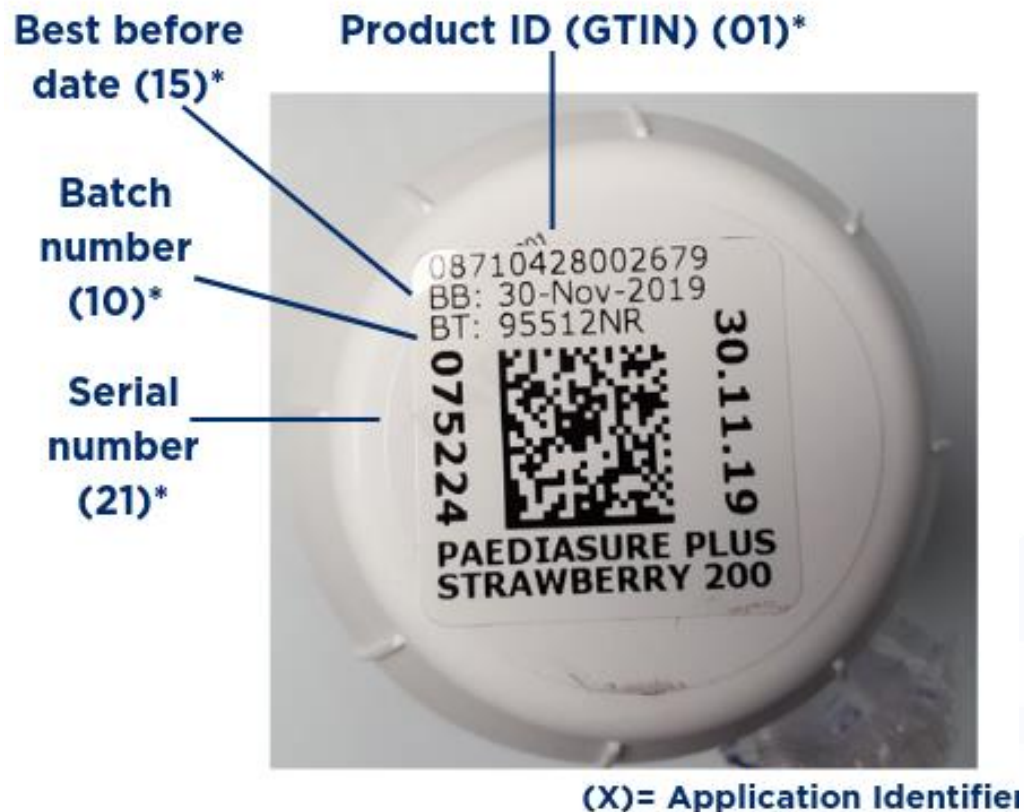 Best before
date (15)*
Product ID (GTIN) (01)*
Batch
number
(10)*
Serial
number
(21)*
08710428002679
BB: 30-Nov-2019
BT: 95512NR
075224
30.11.19
PAEDIASURE PLUS
STRAWBERRY 200
(X)= Application Identifier